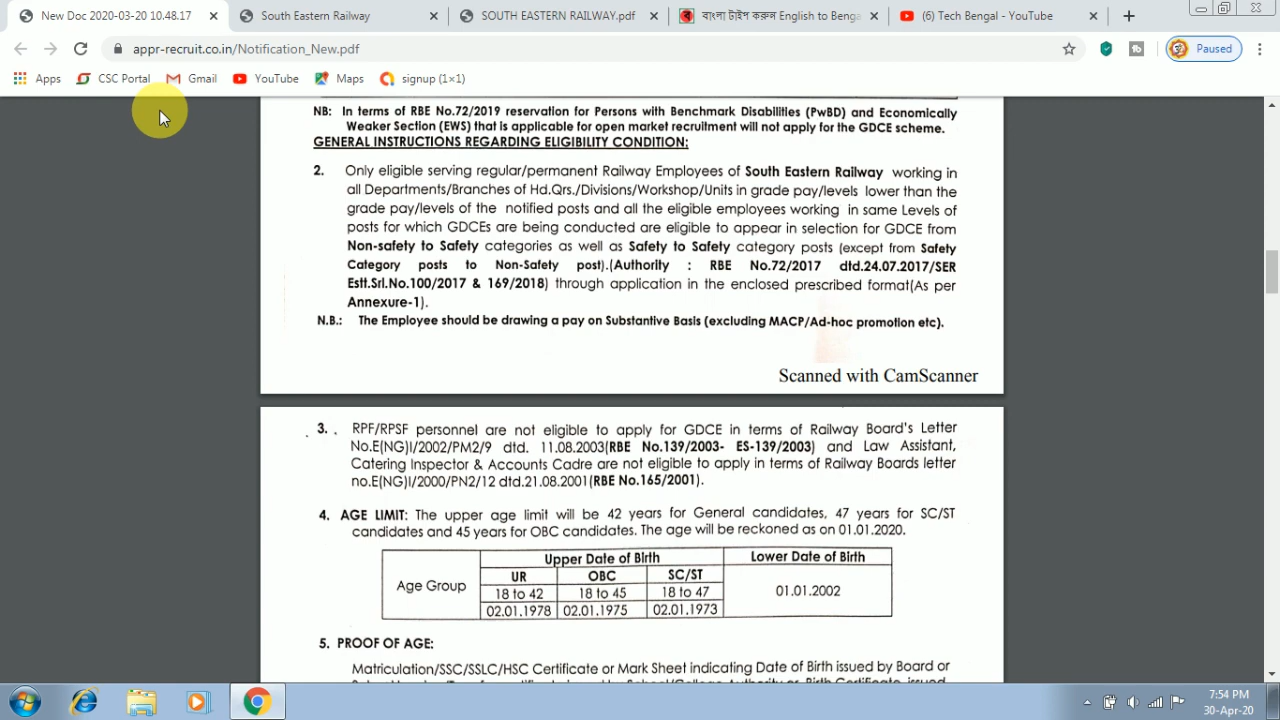 New Doc 2020-03-20 10.48.17
South Eastern Railway
SOUTH EASTERN RAILWAY.pdf
বাংলা টাইপ করুন English to Benga
(6) Tech Bengal - YouTube
appr-recruit.co.in/Notification_New.pdf
Paused
Apps
CSC Portal
Gmail
YouTube
Maps
signup (1×1)
NB: In terms of RBE No.72/2019 reservation for Persons with Benchmark Disabilities (PwBD) and Economically
Weaker Section (EWS) that is applicable for open market recruitment will not apply for the GDCE scheme.
GENERAL INSTRUCTIONS REGARDING ELIGIBILITY CONDITION:
2. Only eligible serving regular/permanent Railway Employees of South Eastern Railway working in
all Departments/Branches of Hd.Qrs./Divisions/Workshop/Units in grade pay/levels lower than the
grade pay/levels of the notified posts and all the eligible employees working in same Levels of
posts for which GDCEs are being conducted are eligible to appear in selection for GDCE from
Non-safety to Safety categories as well as Safety to Safety category posts (except from Safety
Category posts to Non-Safety post).(Authority : RBE No.72/2017 dtd.24.07.2017/SER
Estt.Srl.No.100/2017 & 169/2018) through application in the enclosed prescribed format(As per
Annexure-1).
N.B.: The Employee should be drawing a pay on Substantive Basis (excluding MACP/Ad-hoc promotion etc).
Scanned with CamScanner
3. . RPF/RPSF personnel are not eligible to apply for GDCE in terms of Railway Board's Letter
No.E(NG)I/2002/PM2/9 dtd. 11.08.2003(RBE No.139/2003- ES-139/2003) and Law Assistant,
Catering Inspector & Accounts Cadre are not eligible to apply in terms of Railway Boards letter
no.E(NG)I/2000/PN2/12 dtd.21.08.2001(RBE No.165/2001).
4. AGE LIMIT: The upper age limit will be 42 years for General candidates, 47 years for SC/ST
candidates and 45 years for OBC candidates. The age will be reckoned as on 01.01.2020.
Upper Date of Birth Lower Date of Birth
Age Group UR OBC SC/ST
18 to 42 18 to 45 18 to 47 01.01.2002
02.01.1978 02.01.1975 02.01.1973
5. PROOF OF AGE:
Matriculation/SSC/SSLC/HSC Certificate or Mark Sheet indicating Date of Birth issued by Board or
7:54 PM
30-Apr-20